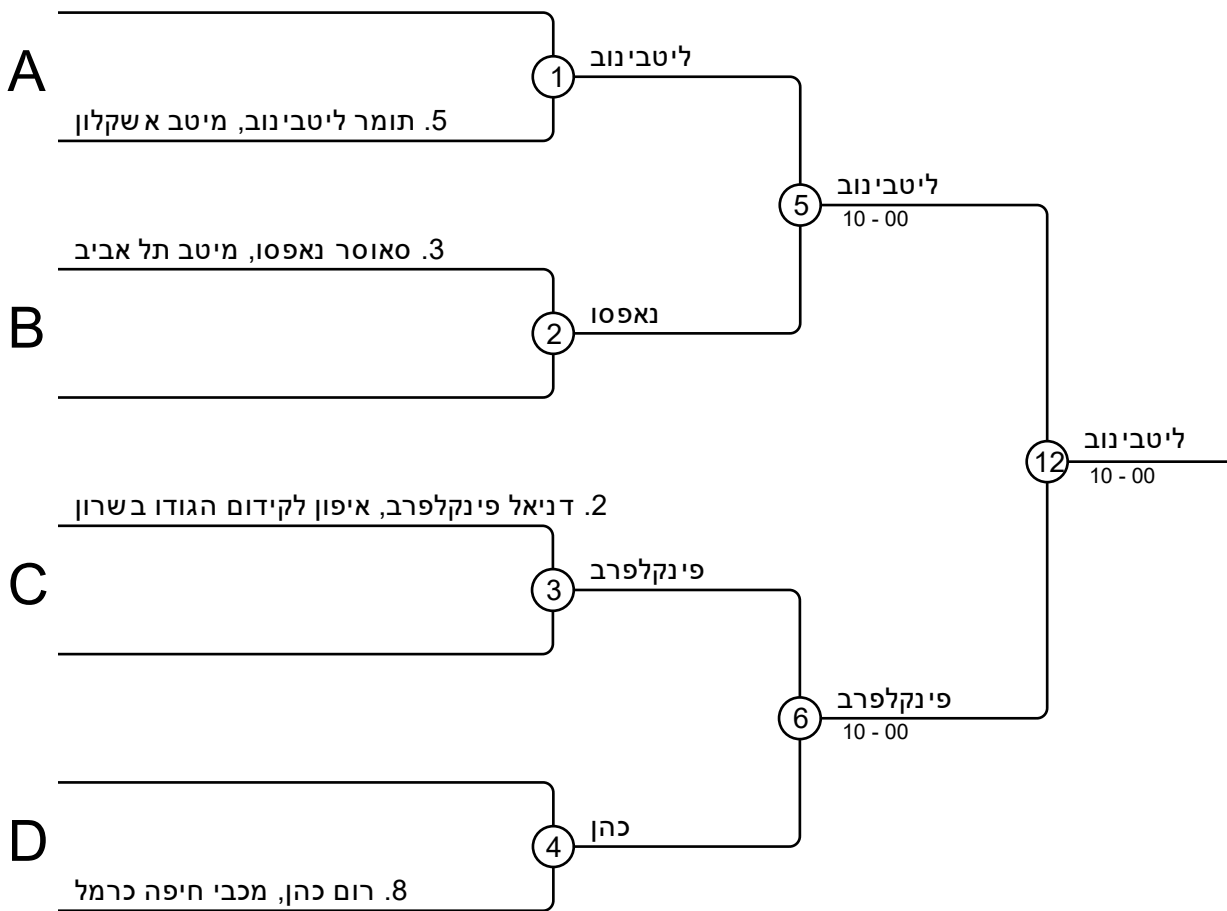 A
1
ליטבינוב
5. תומר ליטבינוב, מיטב אשקלון
5
ליטבינוב
10 - 00
3. סאוסר נאפסו, מיטב תל אביב
B
2
נאפסו
12
ליטבינוב
10 - 00
2. דניאל פינקלפרב, איפון לקידום הגודו בשרון
C
3
פינקלפרב
6
פינקלפרב
10 - 00
D
4
כהן
8. רום כהן, מכבי חיפה כרמל